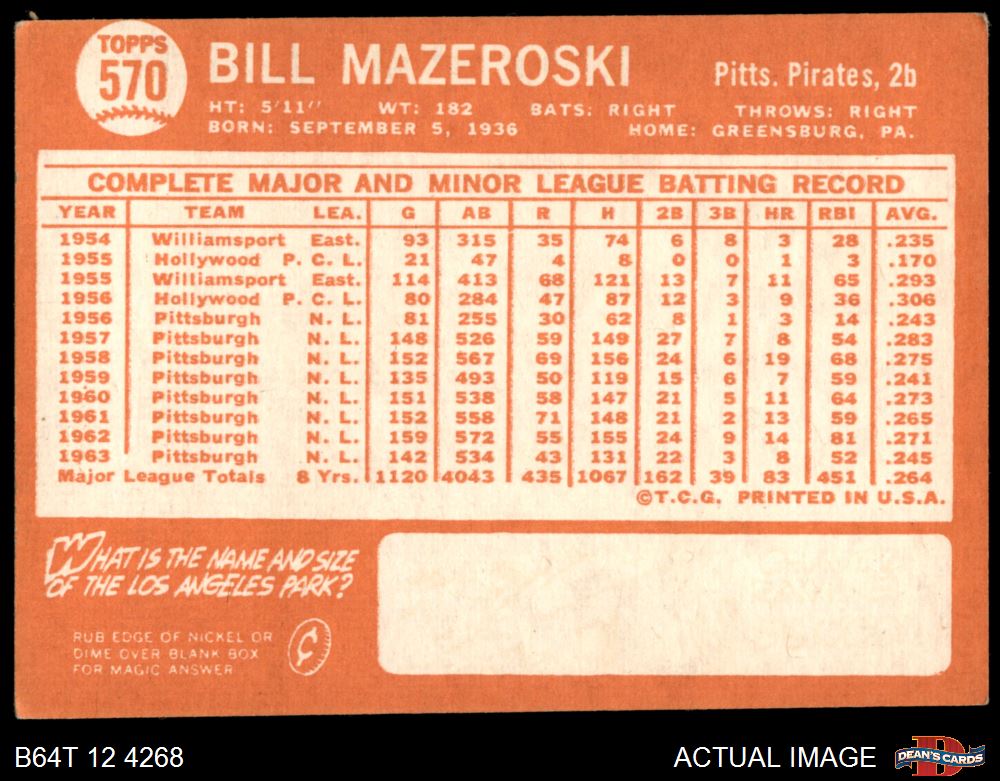 TOPPS
570
BILL MAZEROSKI
Pitts. Pirates, 2b
HT: 5'11" WT: 182 BATS: RIGHT THROWS: RIGHT
BORN: SEPTEMBER 5, 1936 HOME: GREENSBURG, PA.
COMPLETE MAJOR AND MINOR LEAGUE BATTING RECORD
YEAR TEAM LEA. G AB R H 2B 3B HR RBI AVG.
1954 Williamsport East. 93 315 35 74 6 8 3 28 .235
1955 Hollywood P. C. L. 21 47 4 8 0 0 1 3 .170
1955 Williamsport East. 114 413 68 121 13 7 11 65 .293
1956 Hollywood P. C. L. 80 284 47 87 12 3 9 36 .306
1956 Pittsburgh N. L. 81 255 30 62 8 1 3 14 .243
1957 Pittsburgh N. L. 148 526 59 149 27 7 8 54 .283
1958 Pittsburgh N. L. 152 567 69 156 24 6 19 68 .275
1959 Pittsburgh N. L. 135 493 50 119 15 6 7 59 .241
1960 Pittsburgh N. L. 151 538 58 147 21 5 11 64 .273
1961 Pittsburgh N. L. 152 558 71 148 21 2 13 59 .265
1962 Pittsburgh N. L. 159 572 55 155 24 9 14 81 .271
1963 Pittsburgh N. L. 142 534 43 131 22 3 8 52 .245
Major League Totals 8 Yrs. 1120 4043 435 1067 162 39 83 451 .264
©T.C.G. PRINTED IN U.S.A.
WHAT IS THE NAME AND SIZE
OF THE LOS ANGELES PARK?
RUB EDGE OF NICKEL OR
DIME OVER BLANK BOX
FOR MAGIC ANSWER
¢
B64T 12 4268
ACTUAL IMAGE
D
DEAN'S CARDS